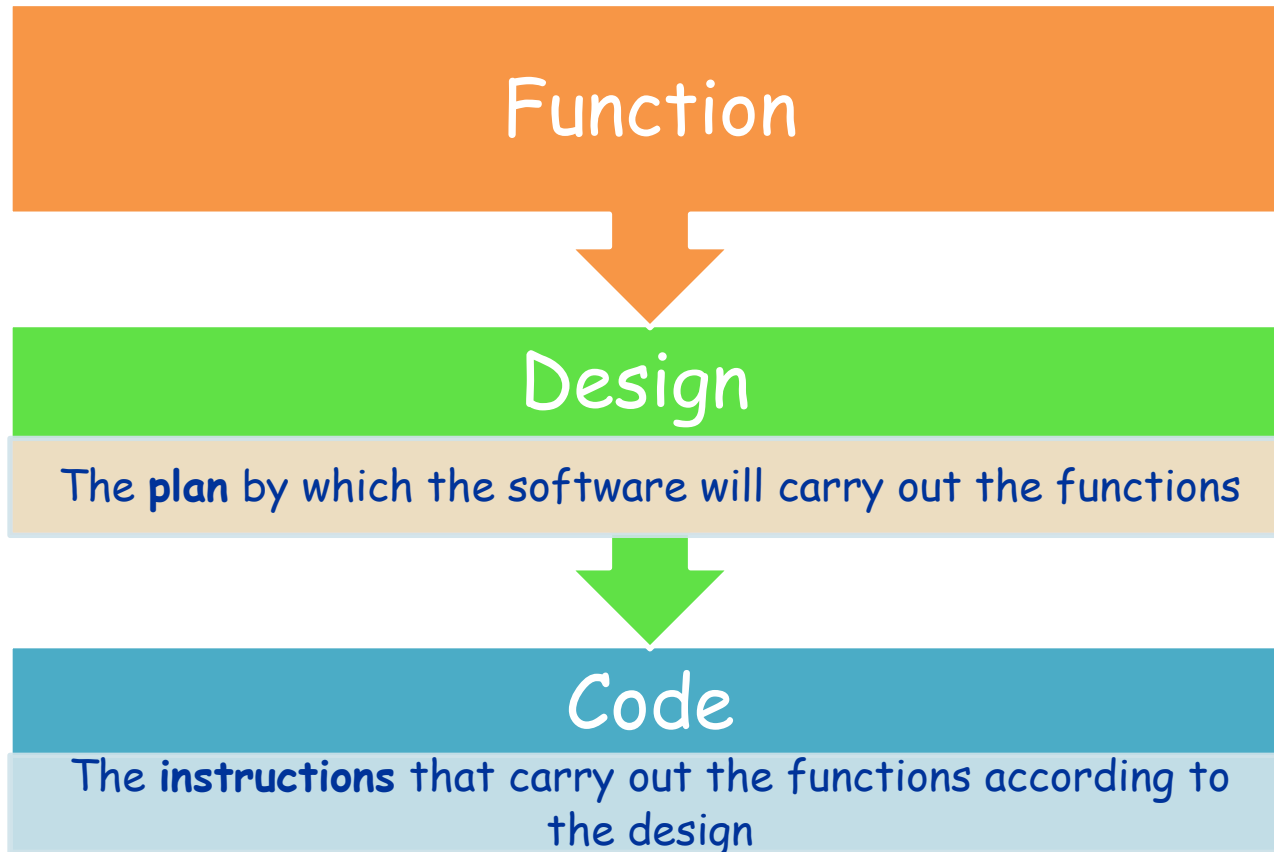 Function
Design
The plan by which the software will carry out the functions
Code
The instructions that carry out the functions according to
the design